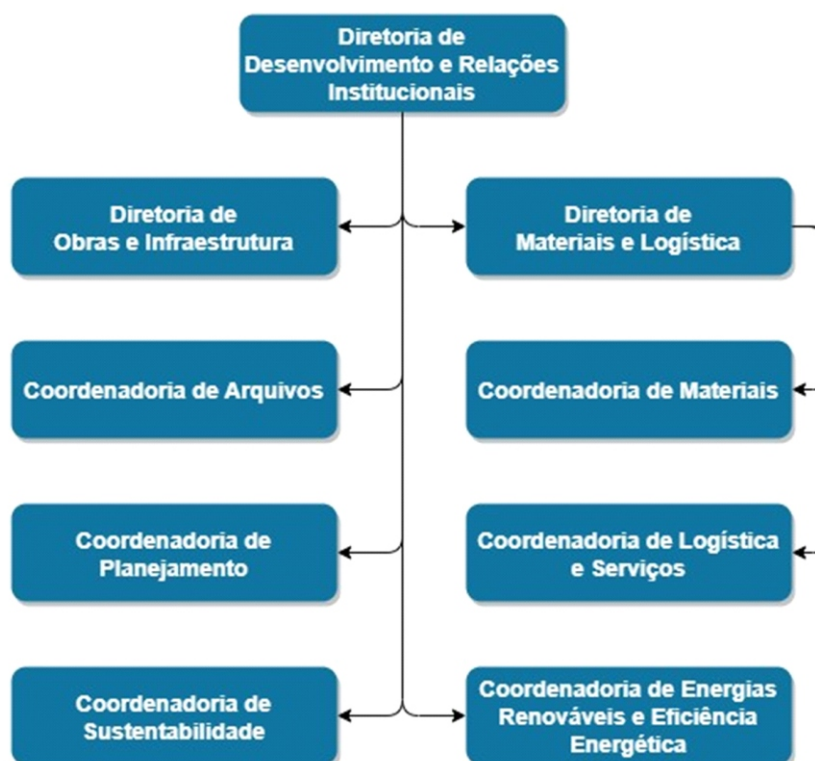 Diretoria de
Desenvolvimento e Relações
Institucionais
Diretoria de
Obras e Infraestrutura
Diretoria de
Materiais e Logística
Coordenadoria de Arquivos
Coordenadoria de Materiais
Coordenadoria de
Planejamento
Coordenadoria de Logística
e Serviços
Coordenadoria de
Sustentabilidade
Coordenadoria de Energias
Renováveis e Eficiência
Energética